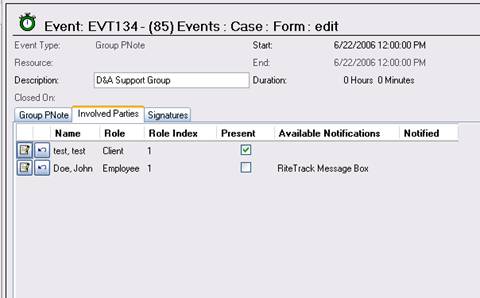 Event: EVT134 - (85) Events : Case : Form : edit
Event Type: Group PNote Start: 6/22/2006 12:00:00 PM
Resource: End: 6/22/2006 12:00:00 PM
Description: D&A Support Group Duration: 0 Hours 0 Minutes
Closed On:
Group PNote Involved Parties Signatures
Name Role Role Index Present Available Notifications Notified
test, test Client 1
Doe, John Employee 1 RiteTrack Message Box